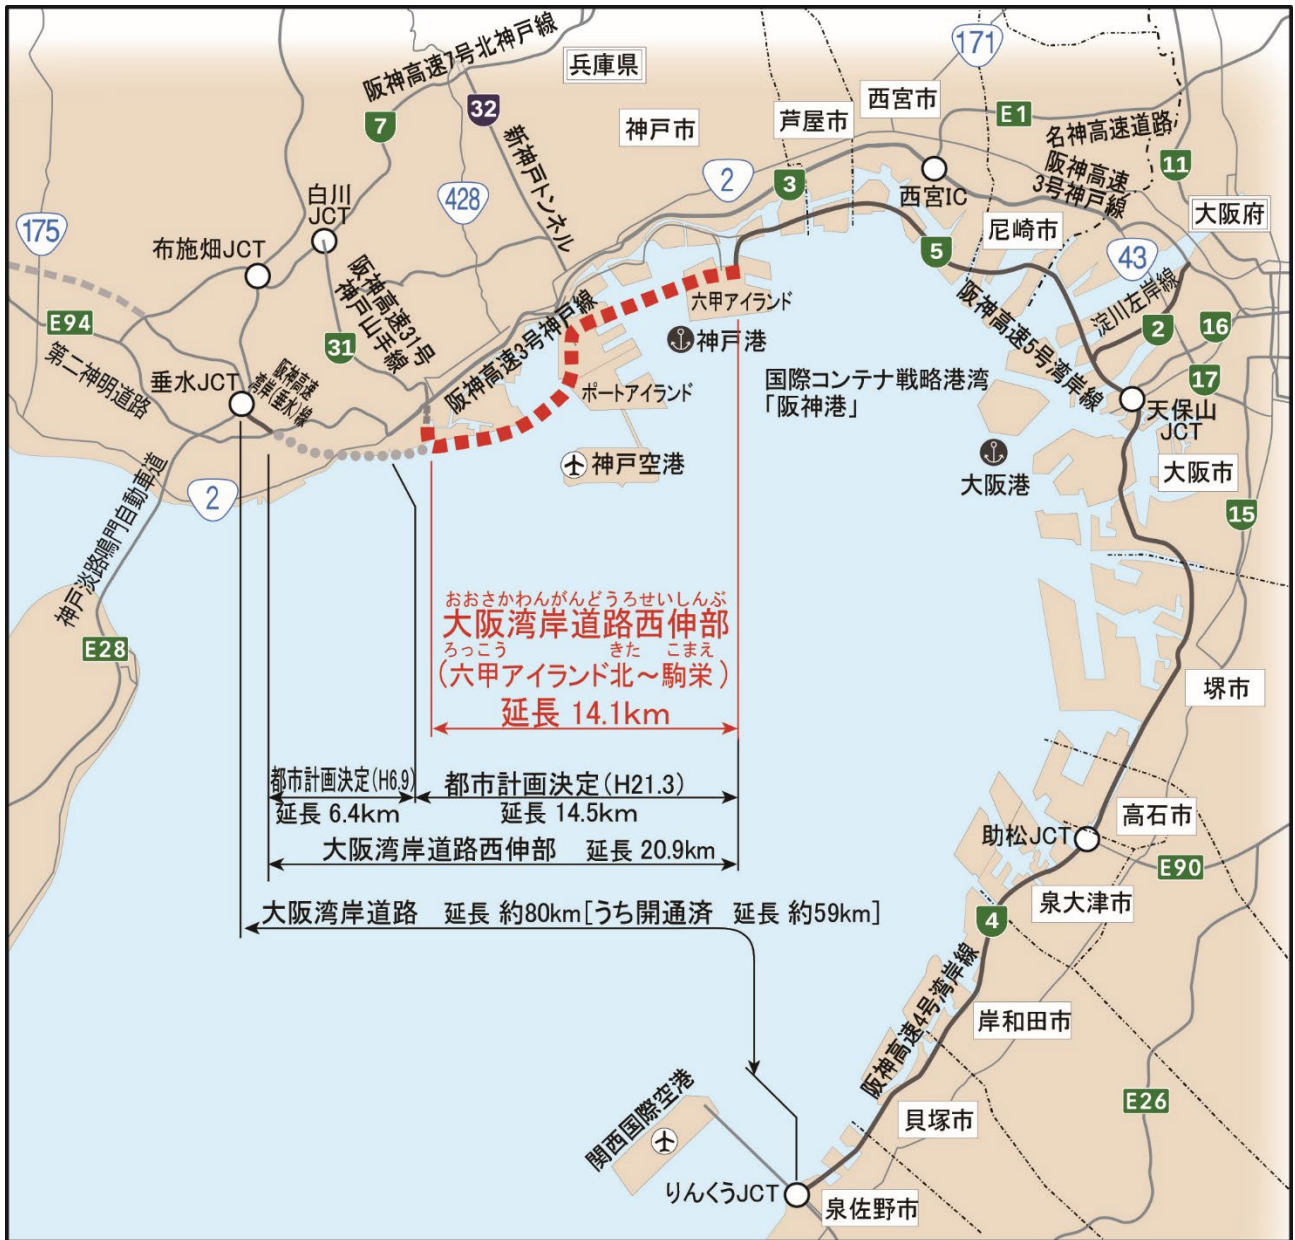 兵庫県
阪神高速7号北神戸線
171
32
7
神戸市
芦屋市
西宮市
E1
名神高速道路
11
新神戸トンネル
2
3
西宮IC
阪神高速
3号神戸線
大阪府
白川
JCT
428
175
布施畑JCT
尼崎市
5
43
六甲アイランド
淀川左岸線
2
16
阪神高速31号
神戸山手線
阪神高速3号神戸線
神戸港
阪神高速5号湾岸線
E94
第二神明道路
31
垂水JCT
阪神高速
湾岸(垂水)線
ポートアイランド
国際コンテナ戦略港湾
「阪神港」
17
天保山
JCT
神戸空港
大阪港
大阪市
2
15
神戸淡路鳴門自動車道
E28
おおさかわんがんどうろせいしんぶ
大阪湾岸道路西伸部
ろっこう きた こまえ
(六甲アイランド北～駒栄)
延長 14.1km
堺市
都市計画決定(H6.9)
延長 6.4km
都市計画決定(H21.3)
延長 14.5km
大阪湾岸道路西伸部 延長 20.9km
高石市
助松JCT
E90
大阪湾岸道路 延長 約80km[うち開通済 延長 約59km]
泉大津市
4
阪神高速4号湾岸線
岸和田市
関西国際空港
貝塚市
E26
りんくうJCT
泉佐野市